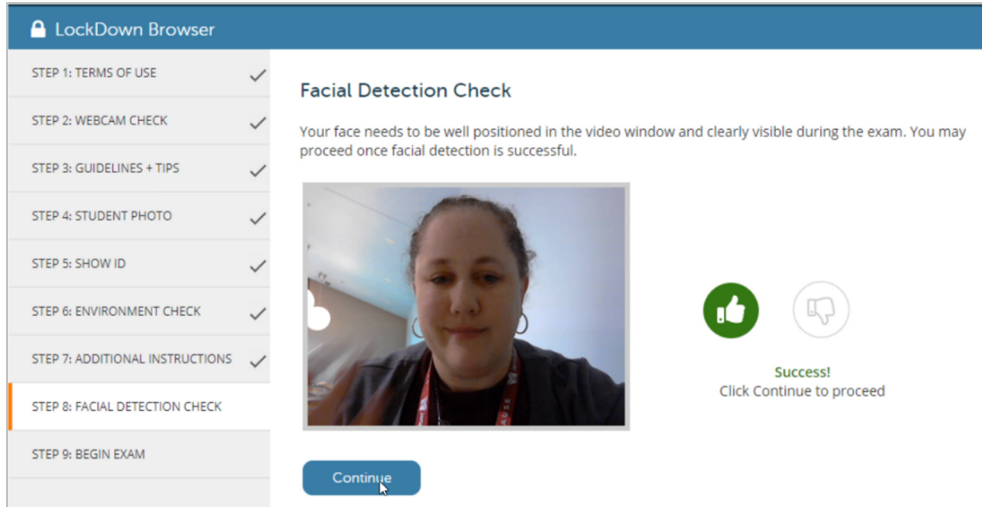 LockDown Browser
STEP 1: TERMS OF USE
STEP 2: WEBCAM CHECK
STEP 3: GUIDELINES + TIPS
STEP 4: STUDENT PHOTO
STEP 5: SHOW ID
STEP 6: ENVIRONMENT CHECK
STEP 7: ADDITIONAL INSTRUCTIONS
STEP 8: FACIAL DETECTION CHECK
STEP 9: BEGIN EXAM
Facial Detection Check
Your face needs to be well positioned in the video window and clearly visible during the exam. You may
proceed once facial detection is successful.
Success!
Click Continue to proceed
Continue